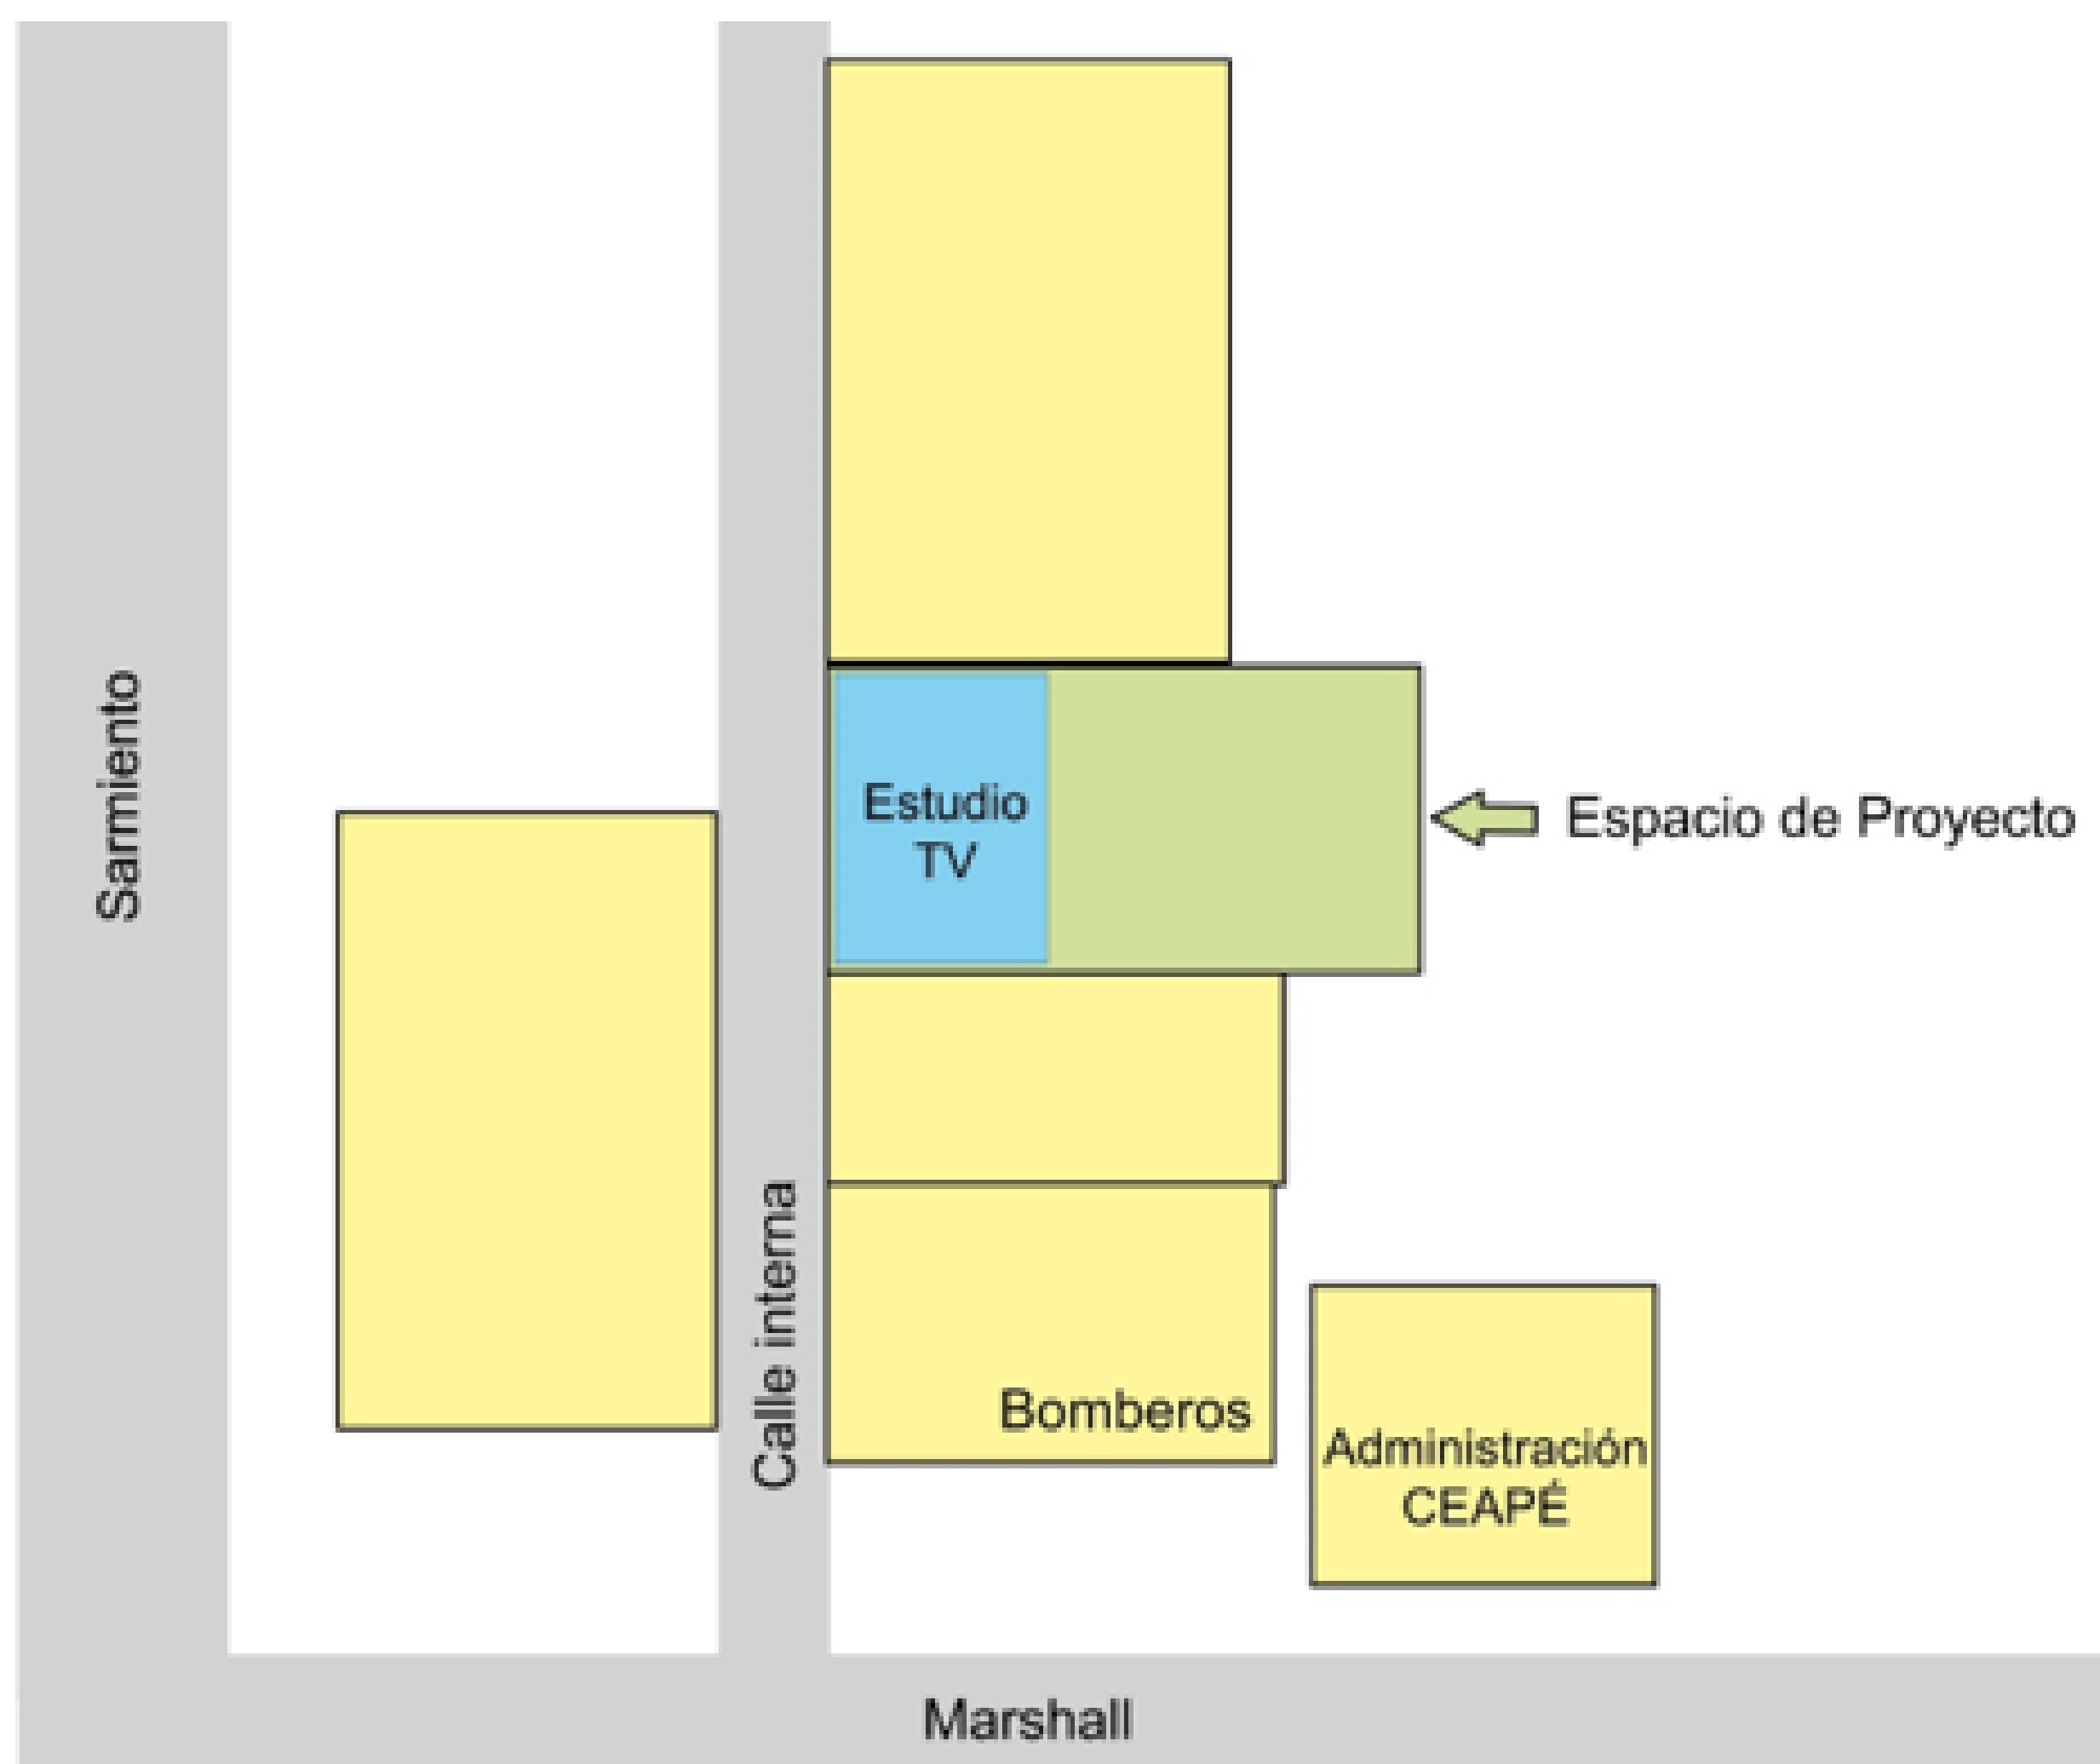 Sarmiento
Estudio
TV
Espacio de Proyecto
Calle interna
Bomberos
Administración
CEAPÉ
Marshall